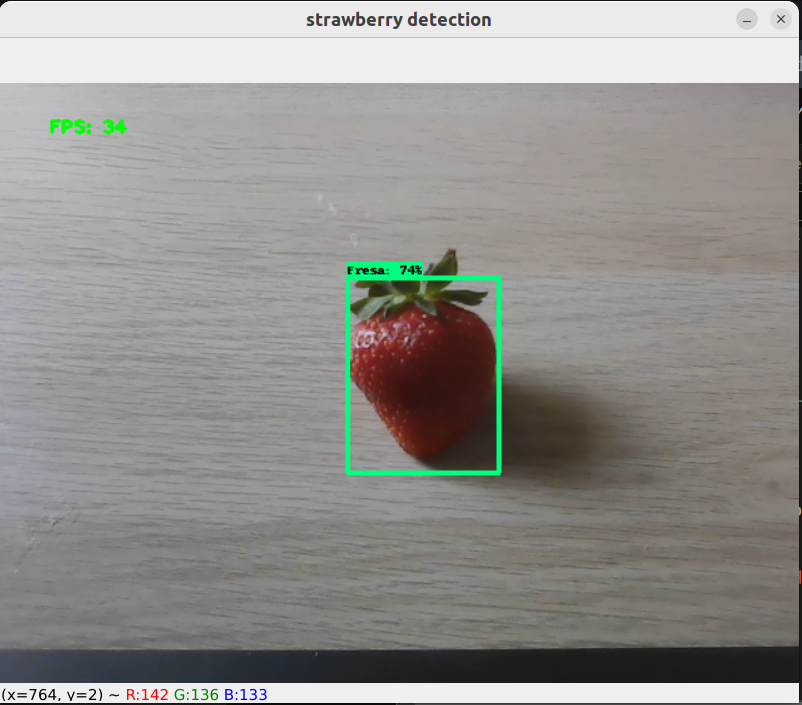 strawberry detection
FPS: 34
Fresa: 74%
(x=764, y=2) ~ R:142 G:136 B:133